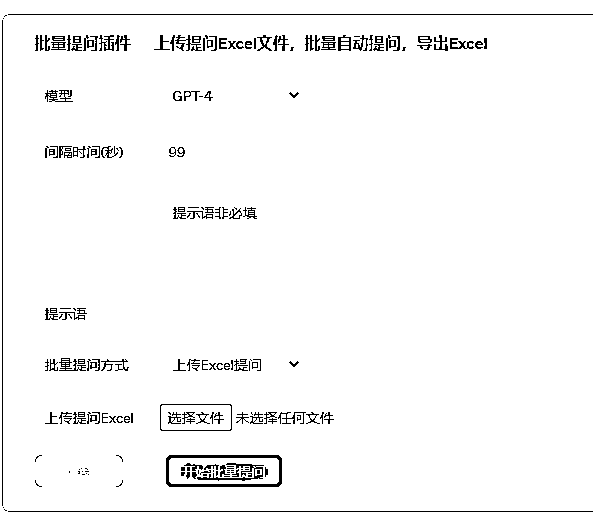 批量提问插件 上传提问Excel文件，批量自动提问，导出Excel
模型 GPT-4
间隔时间(秒) 99
提示语非必填
提示语
批量提问方式 上传Excel提问
上传提问Excel 选择文件 未选择任何文件
开始批量提问